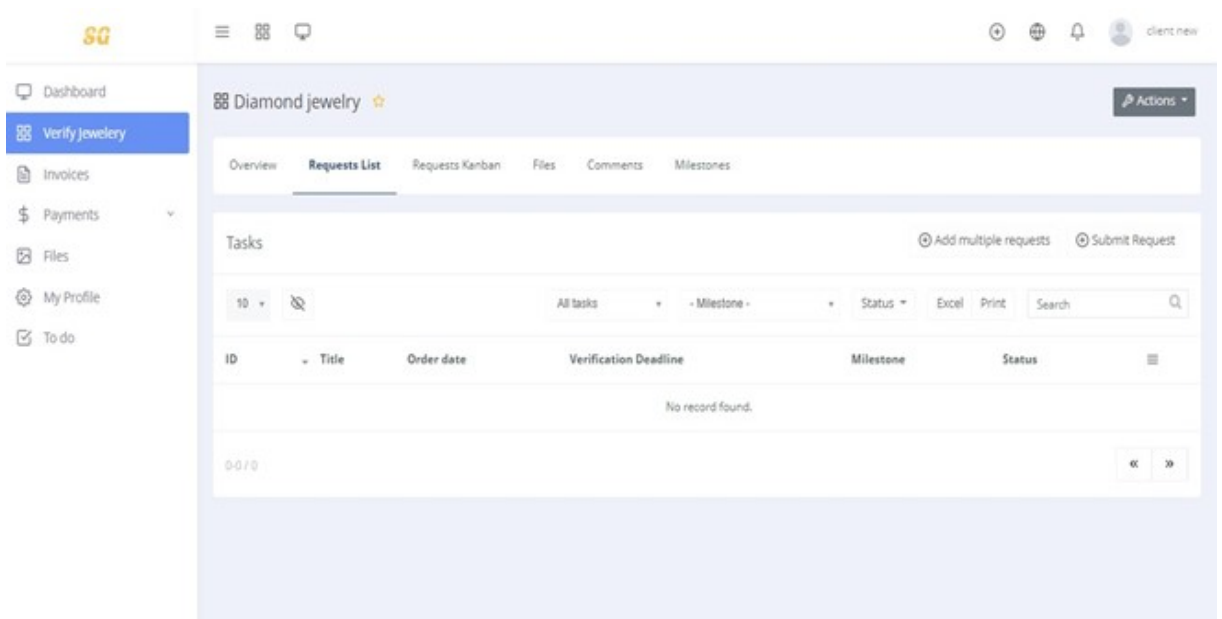 SG
client new
Dashboard
Verify Jewelery
Invoices
Payments
Files
My Profile
To do
Diamond jewelry
Actions
Overview Requests List Requests Kanban Files Comments Milestones
Tasks
Add multiple requests Submit Request
10 All tasks - Milestone - Status Excel Print Search
ID Title Order date Verification Deadline Milestone Status
No record found.
0-0 / 0
« »